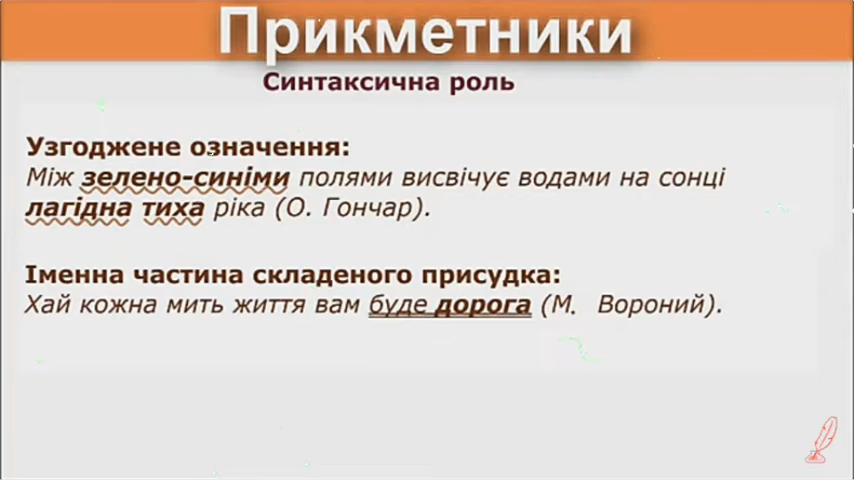 Прикметники
Синтаксична роль
Узгоджене означення:
Між зелено-синіми полями висвічує водами на сонці
лагідна тиха ріка (О. Гончар).
Іменна частина складеного присудка:
Хай кожна мить життя вам буде дорога (М. Вороний).